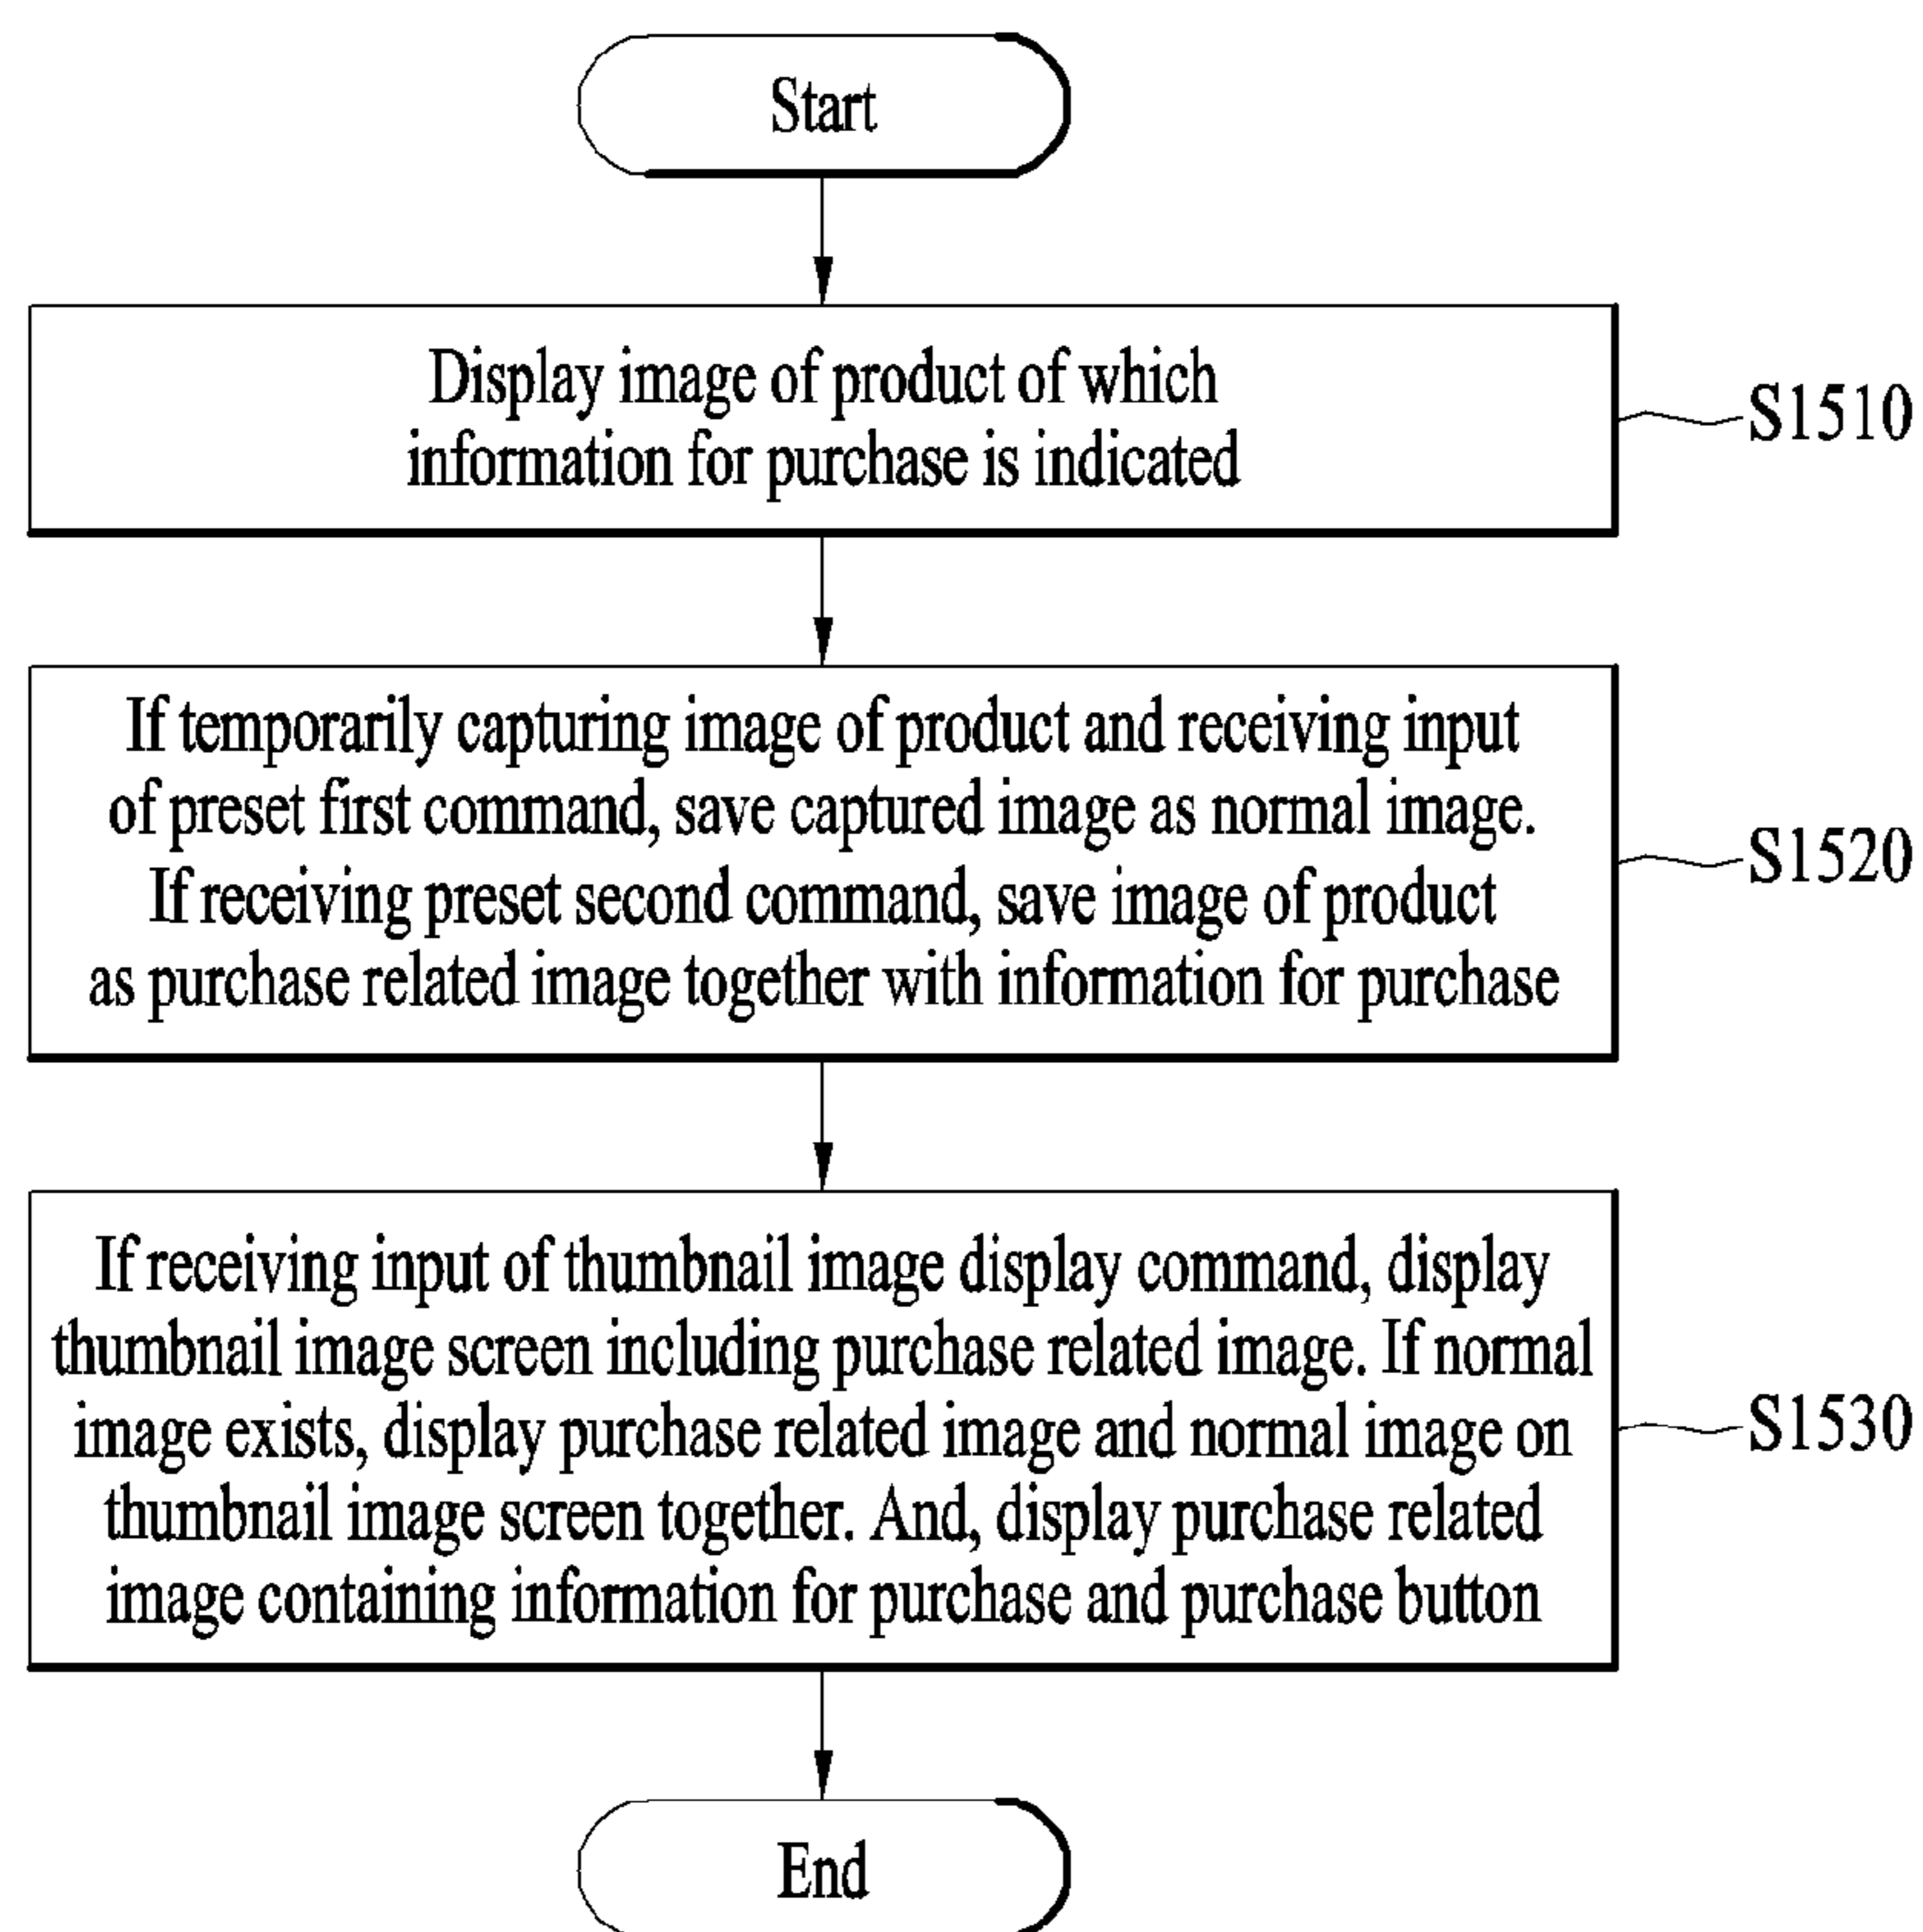 Start
Display image of product of which
information for purchase is indicated
S1510
If temporarily capturing image of product and receiving input
of preset first command, save captured image as normal image.
If receiving preset second command, save image of product
as purchase related image together with information for purchase
S1520
If receiving input of thumbnail image display command, display
thumbnail image screen including purchase related image. If normal
image exists, display purchase related image and normal image on
thumbnail image screen together. And, display purchase related
image containing information for purchase and purchase button
S1530
End